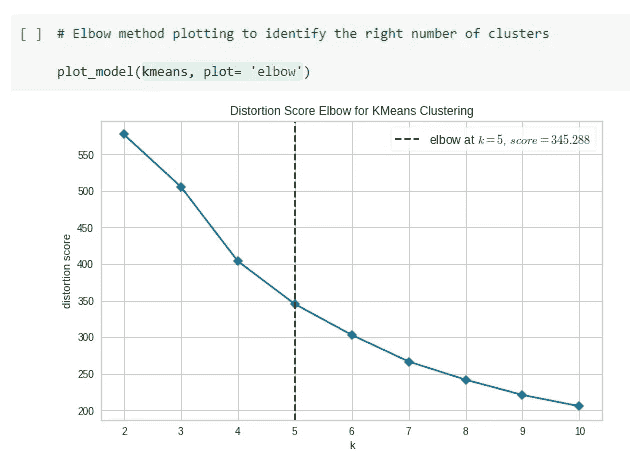 [ ] # Elbow method plotting to identify the right number of clusters
plot_model(kmeans, plot= 'elbow')
Distortion Score Elbow for KMeans Clustering
elbow at k = 5, score = 345.288
550
500
450
400
350
300
250
200
distortion score
2 3 4 5 6 7 8 9 10
k